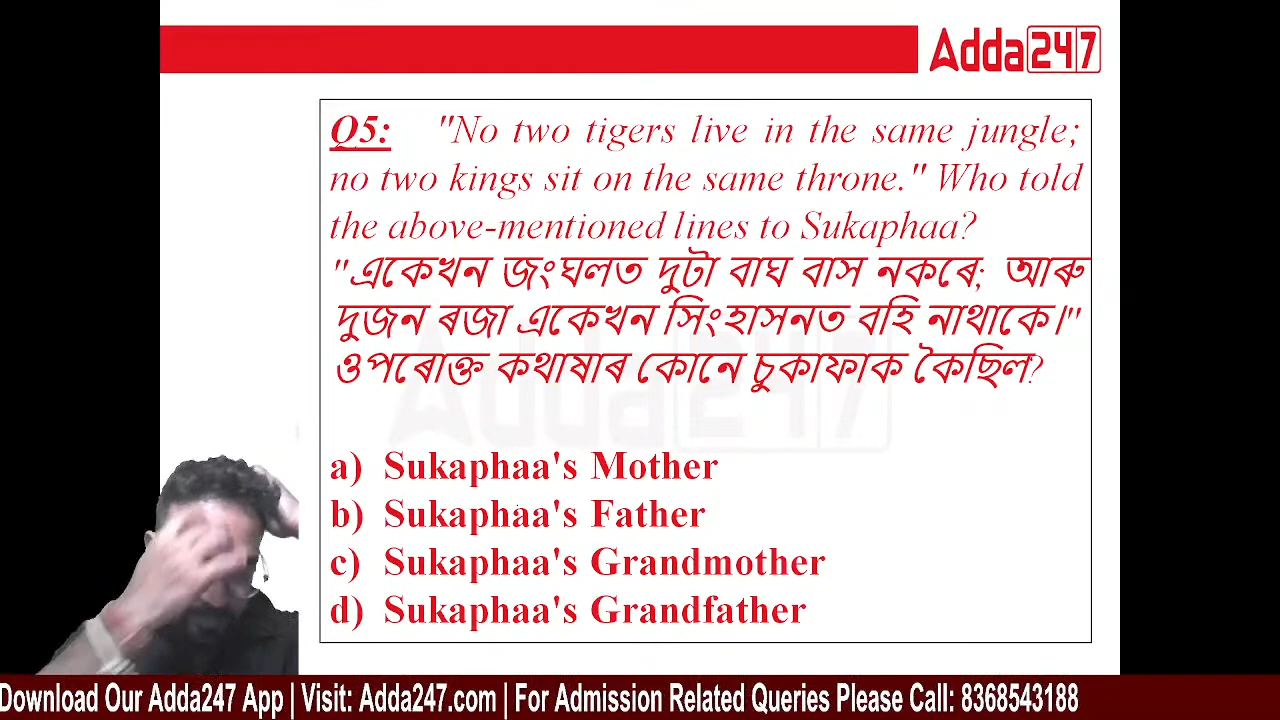 Adda247
Q5: "No two tigers live in the same jungle;
no two kings sit on the same throne." Who told
the above-mentioned lines to Sukaphaa?
"একেখন জংঘলত দুটা বাঘ বাস নকৰে; আৰু
দুজন ৰজা একেখন সিংহাসনত বহি নাথাকে।"
ওপৰোক্ত কথাষাৰ কোনে চুকাফাক কৈছিল?
Adda247
a) Sukaphaa's Mother
b) Sukaphaa's Father
c) Sukaphaa's Grandmother
d) Sukaphaa's Grandfather
Download Our Adda247 App | Visit: Adda247.com | For Admission Related Queries Please Call: 8368543188